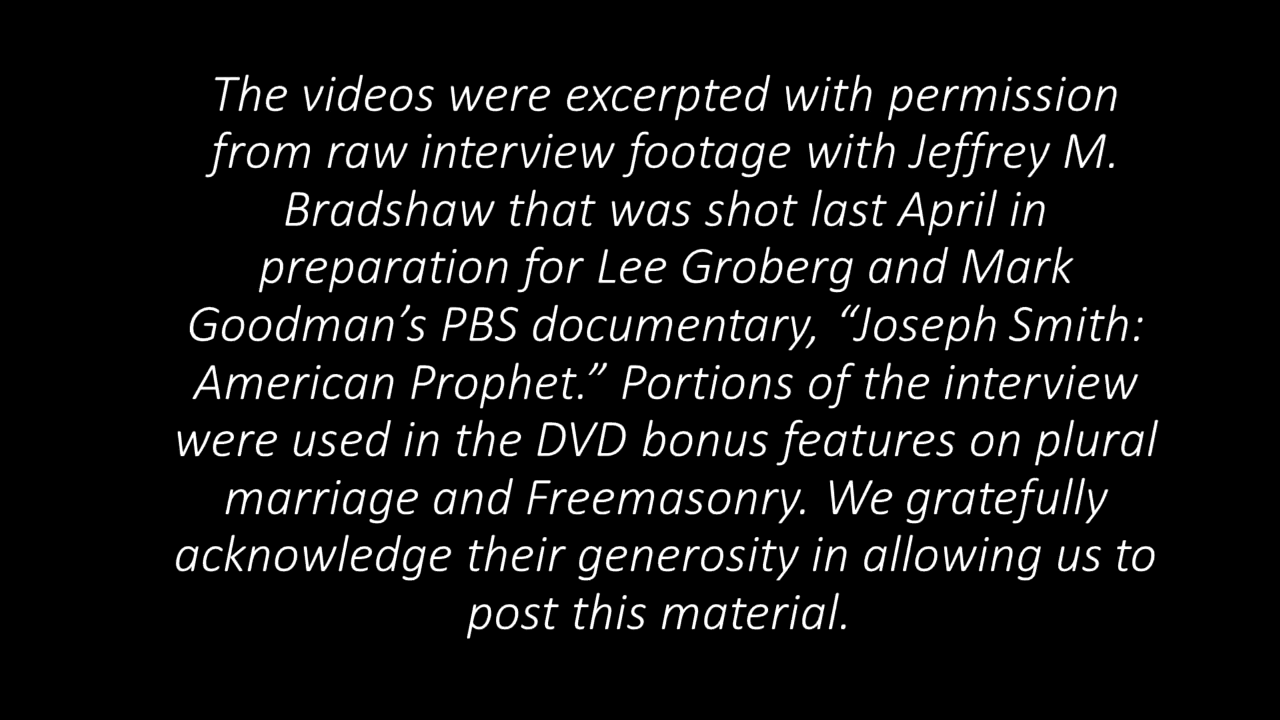 The videos were excerpted with permission
from raw interview footage with Jeffrey M.
Bradshaw that was shot last April in
preparation for Lee Groberg and Mark
Goodman’s PBS documentary, “Joseph Smith:
American Prophet.” Portions of the interview
were used in the DVD bonus features on plural
marriage and Freemasonry. We gratefully
acknowledge their generosity in allowing us to
post this material.